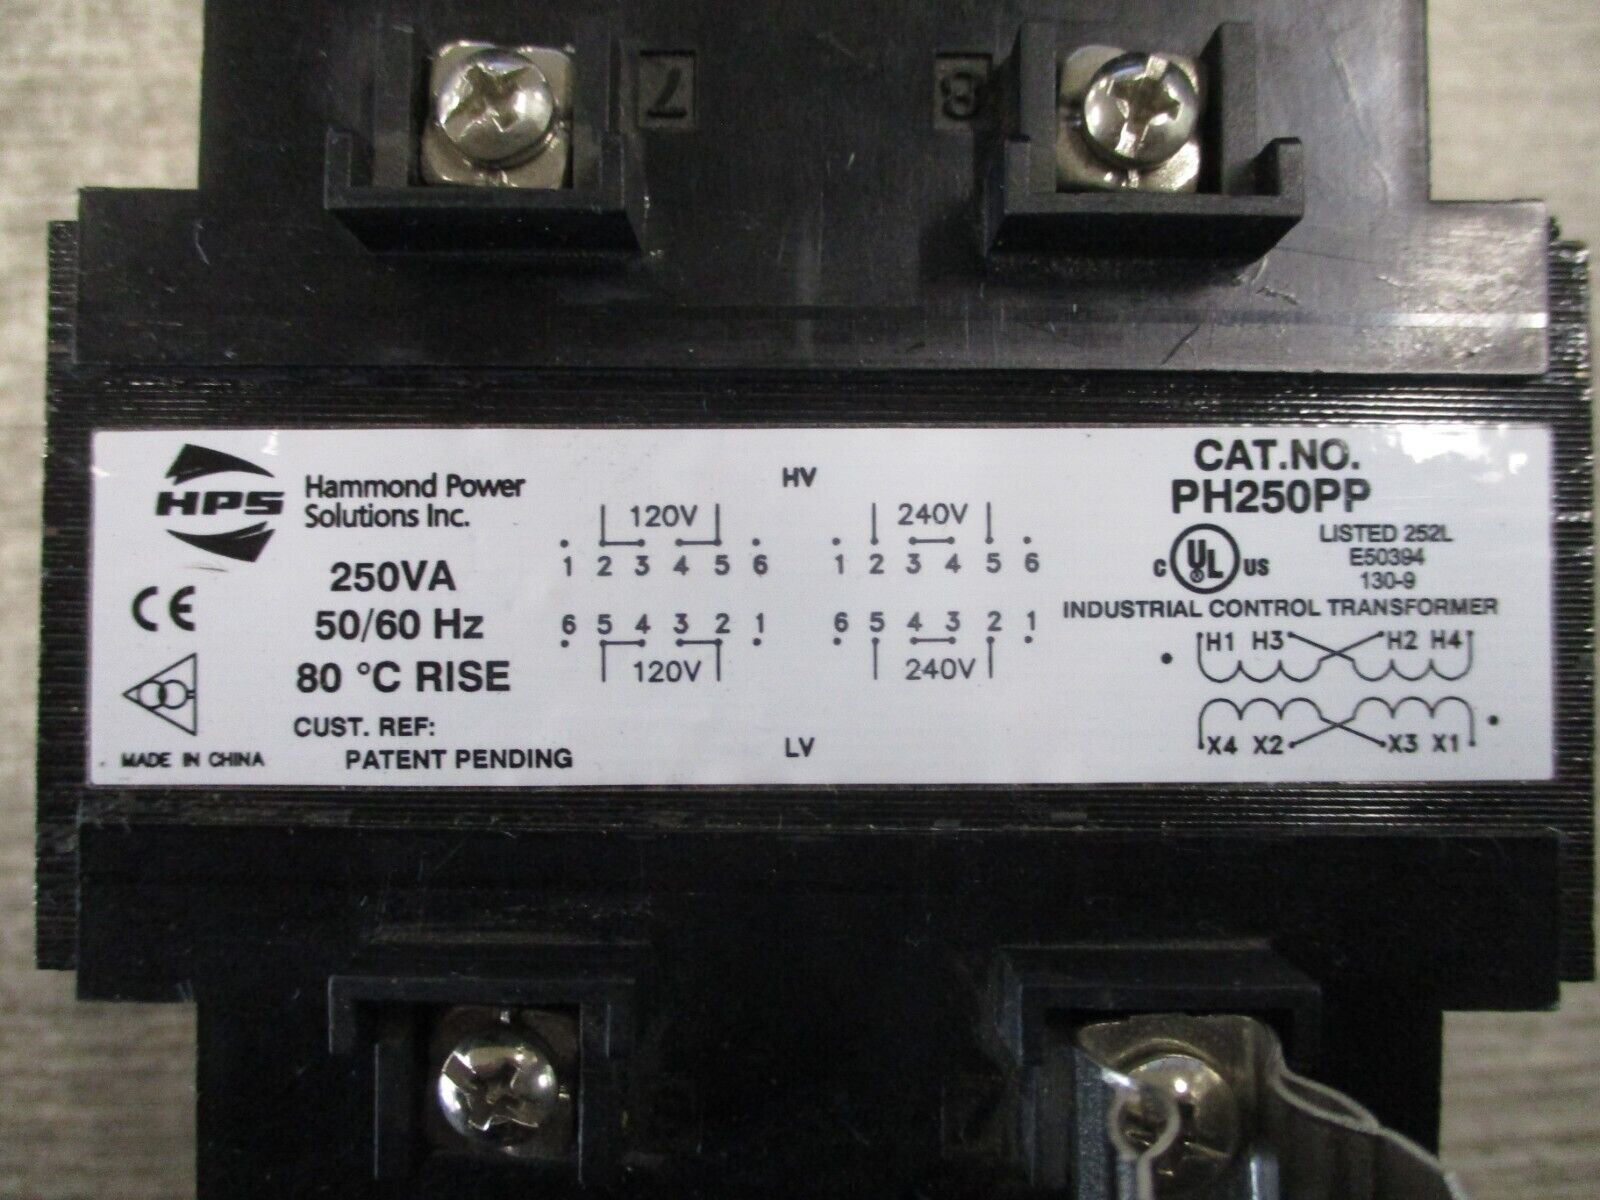 7 8
HPS
Hammond Power
Solutions Inc.
250VA
50/60 Hz
80 °C RISE
CUST. REF:
PATENT PENDING
CE
MADE IN CHINA
HV
120V 240V
1 2 3 4 5 6 1 2 3 4 5 6
6 5 4 3 2 1 6 5 4 3 2 1
120V 240V
LV
CAT.NO.
PH250PP
C UL US
LISTED 252L
E50394
130-9
INDUSTRIAL CONTROL TRANSFORMER
H1 H3 H2 H4
X4 X2 X3 X1